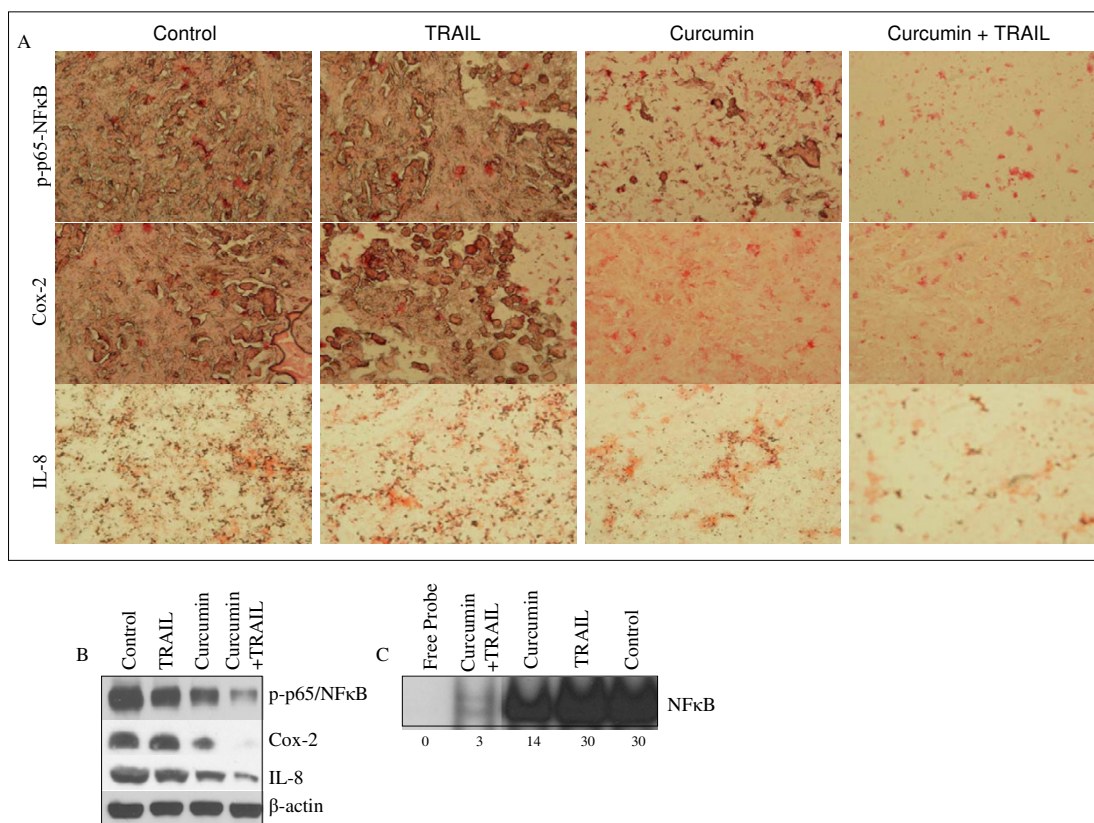 A
Control
TRAIL
Curcumin
Curcumin + TRAIL
p-p65-NFκB
Cox-2
IL-8
B
Control
TRAIL
Curcumin
Curcumin
+TRAIL
p-p65/NFκB
Cox-2
IL-8
β-actin
C
Free Probe
Curcumin
+TRAIL
Curcumin
TRAIL
Control
NFκB
0 3 14 30 30